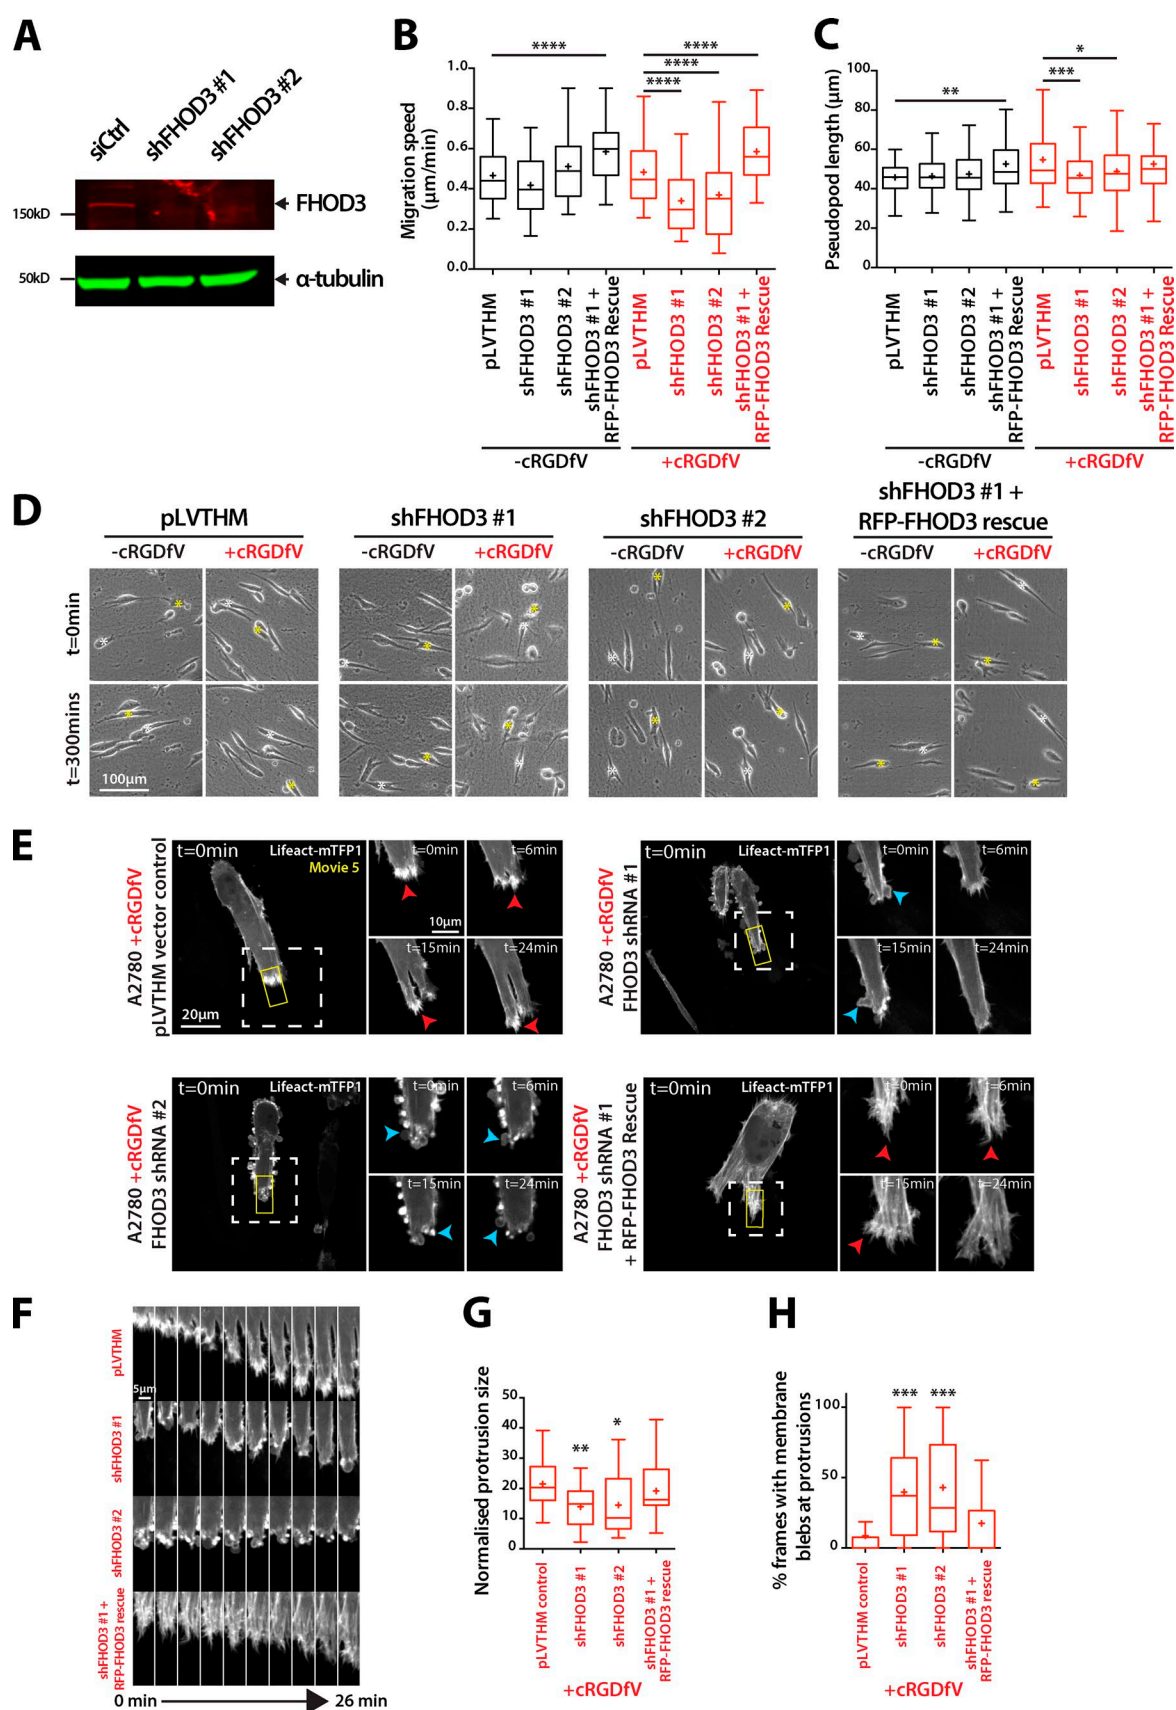 A
siCtrl
shFHOD3 #1
shFHOD3 #2
150kD
FHOD3
50kD
α-tubulin
B
Migration speed
(μm/min)
1.0
0.8
0.6
0.4
0.2
0.0
****
****
****
****
pLVTHM
shFHOD3 #1
shFHOD3 #2
shFHOD3 #1 +
RFP-FHOD3 Rescue
pLVTHM
shFHOD3 #1
shFHOD3 #2
shFHOD3 #1 +
RFP-FHOD3 Rescue
-cRGDfV
+cRGDfV
C
Pseudopod length (μm)
100
80
60
40
20
0
**
*
***
pLVTHM
shFHOD3 #1
shFHOD3 #2
shFHOD3 #1 +
RFP-FHOD3 Rescue
pLVTHM
shFHOD3 #1
shFHOD3 #2
shFHOD3 #1 +
RFP-FHOD3 Rescue
-cRGDfV
+cRGDfV
D
pLVTHM
shFHOD3 #1
shFHOD3 #2
shFHOD3 #1 +
RFP-FHOD3 rescue
-cRGDfV
+cRGDfV
-cRGDfV
+cRGDfV
-cRGDfV
+cRGDfV
-cRGDfV
+cRGDfV
t=0min
t=300mins
100μm
E
A2780 +cRGDfV
pLVTHM vector control
t=0min
Lifeact-mTFP1
Movie 5
20μm
t=0min
t=6min
10μm
t=15min
t=24min
A2780 +cRGDfV
FHOD3 shRNA #1
t=0min
Lifeact-mTFP1
t=0min
t=6min
t=15min
t=24min
A2780 +cRGDfV
FHOD3 shRNA #2
t=0min
Lifeact-mTFP1
t=0min
t=6min
t=15min
t=24min
A2780 +cRGDfV
FHOD3 shRNA #1
+ RFP-FHOD3 Rescue
t=0min
Lifeact-mTFP1
t=0min
t=6min
t=15min
t=24min
F
pLVTHM
5μm
shFHOD3 #1
shFHOD3 #2
shFHOD3 #1 +
RFP-FHOD3 rescue
0 min
26 min
G
Normalised protrusion size
50
40
30
20
10
0
**
*
pLVTHM control
shFHOD3 #1
shFHOD3 #2
shFHOD3 #1 +
RFP-FHOD3 rescue
+cRGDfV
H
% frames with membrane
blebs at protrusions
100
50
0
***
***
pLVTHM control
shFHOD3 #1
shFHOD3 #2
shFHOD3 #1 +
RFP-FHOD3 rescue
+cRGDfV